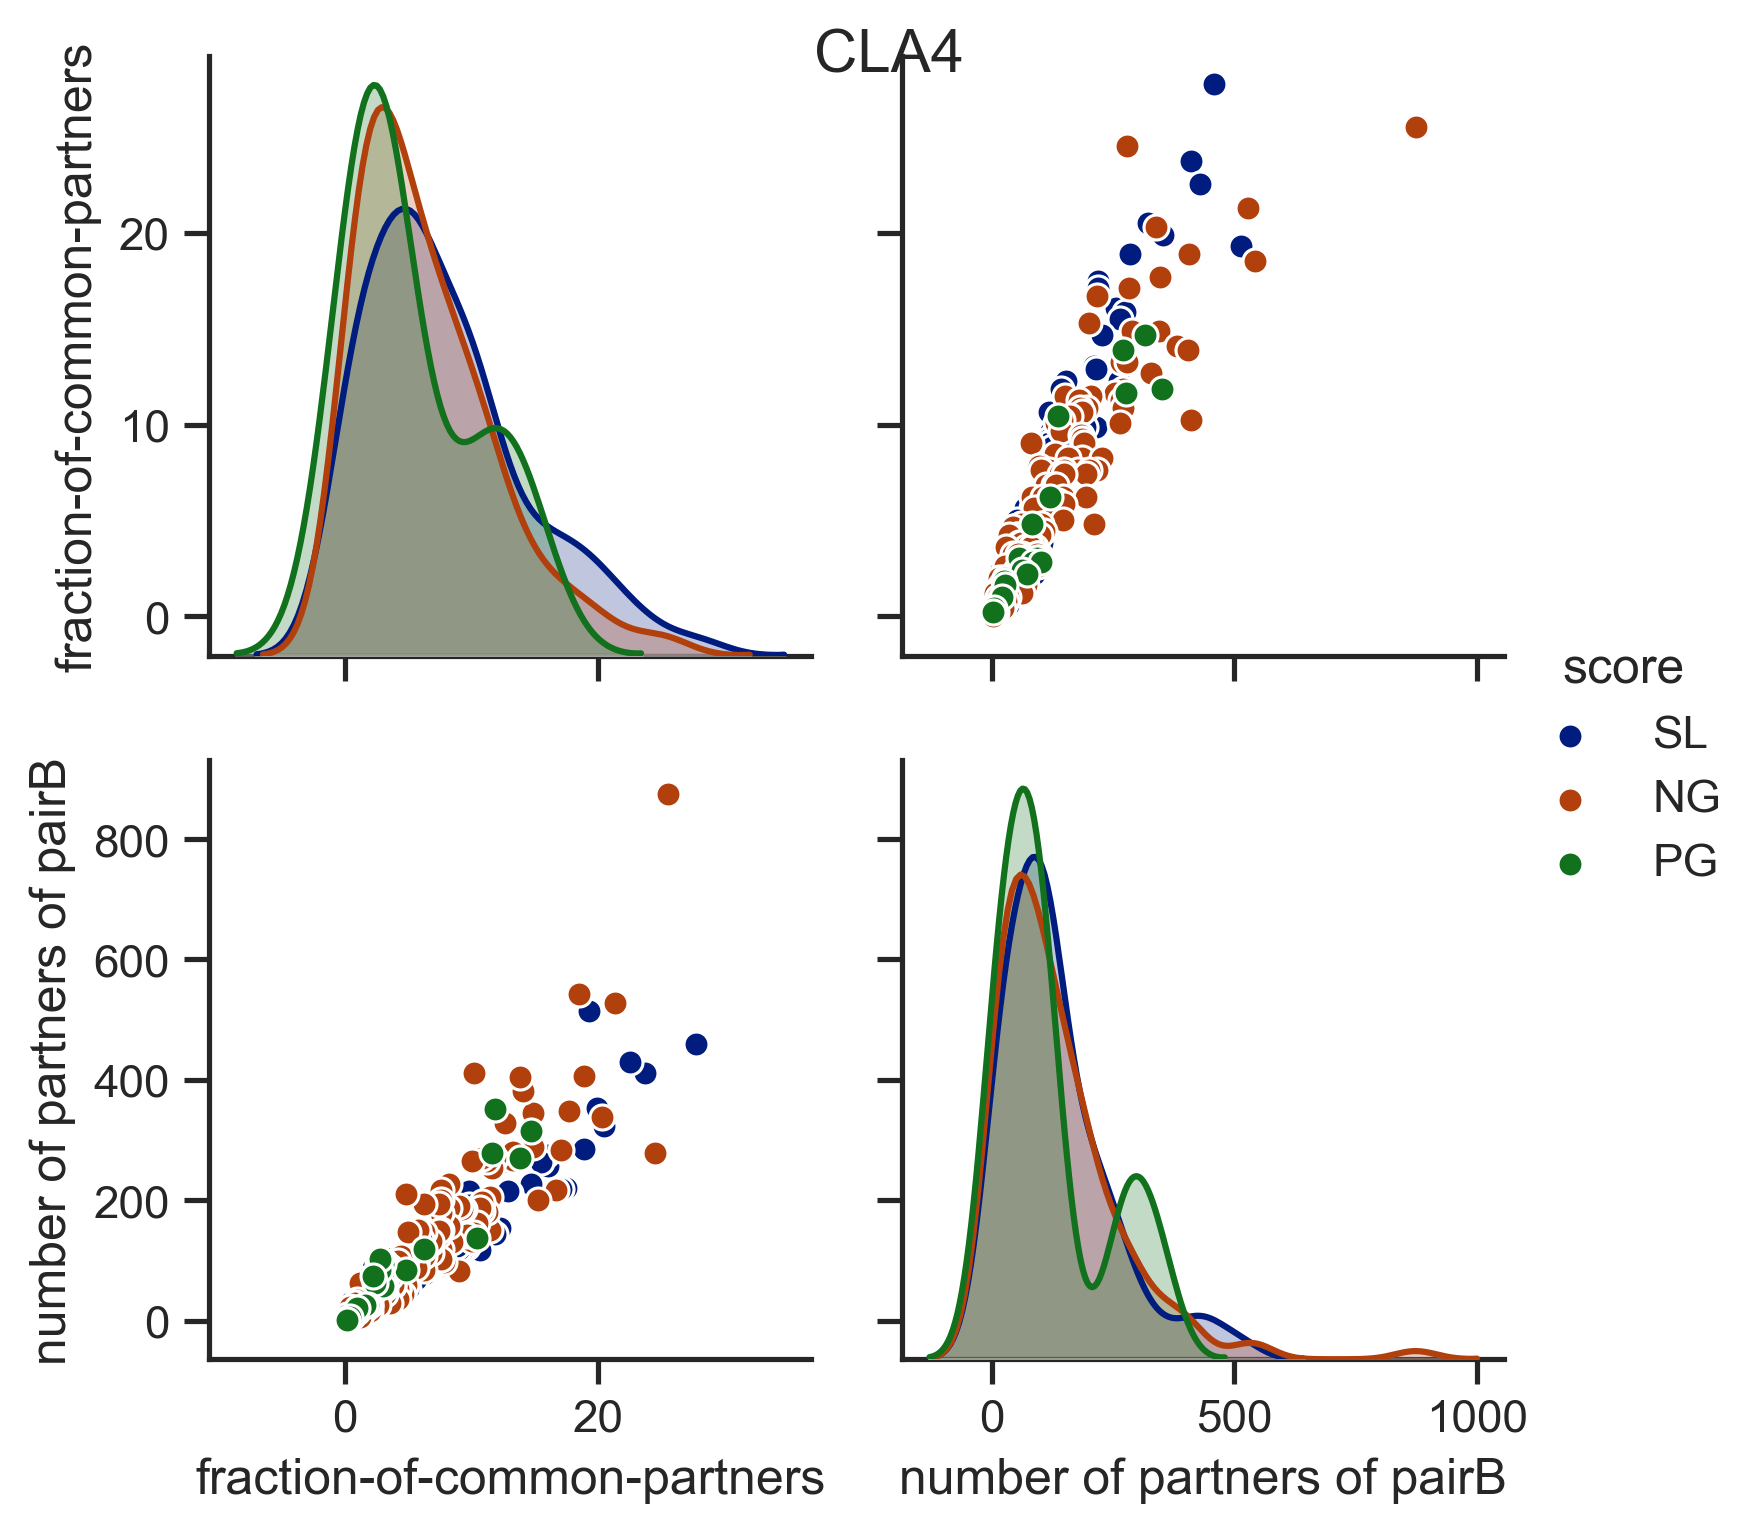 CLA4
fraction-of-common-partners
20
10
0
score
SL
NG
PG
number of partners of pairB
800
600
400
200
0
0
20
fraction-of-common-partners
0
500
1000
number of partners of pairB